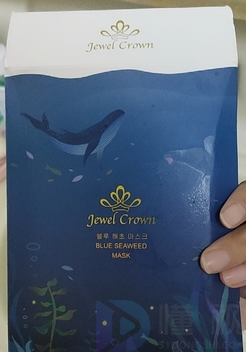 Jewel Crown
Jewel Crown
블루 해초 마스크
BLUE SEAWEED
MASK